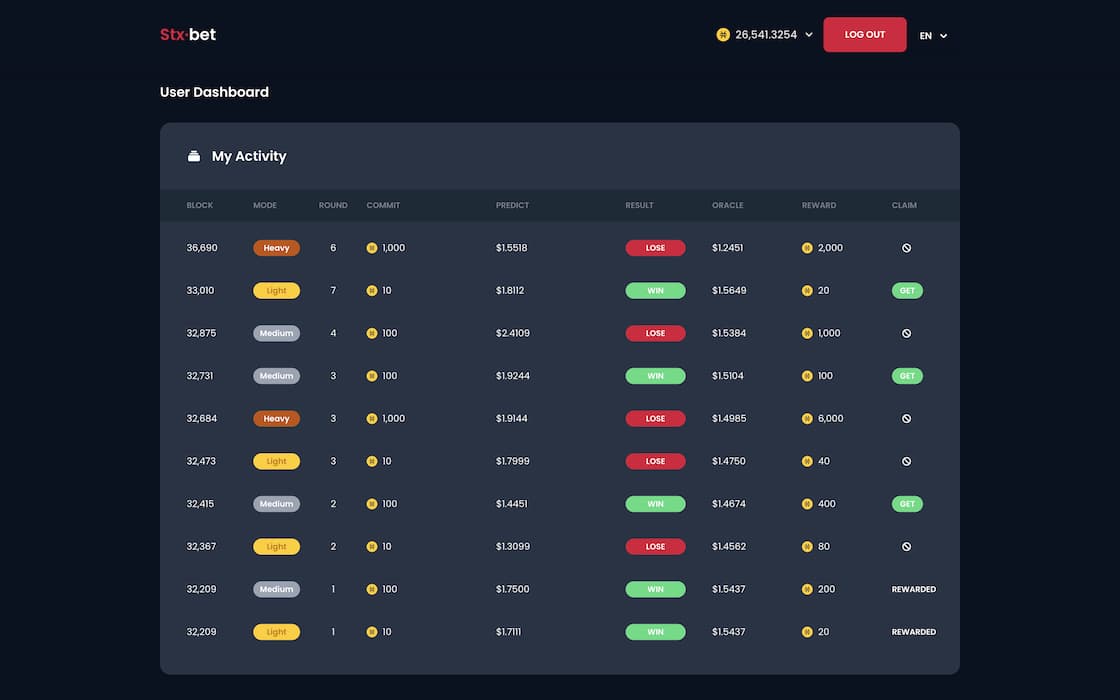 Stx·bet 26,541.3254 LOG OUT EN
User Dashboard
My Activity
BLOCK MODE ROUND COMMIT PREDICT RESULT ORACLE REWARD CLAIM
36,690 Heavy 6 1,000 $1.5518 LOSE $1.2451 2,000
33,010 Light 7 10 $1.8112 WIN $1.5649 20 GET
32,875 Medium 4 100 $2.4109 LOSE $1.5384 1,000
32,731 Medium 3 100 $1.9244 WIN $1.5104 100 GET
32,684 Heavy 3 1,000 $1.9144 LOSE $1.4985 6,000
32,473 Light 3 10 $1.7999 LOSE $1.4750 40
32,415 Medium 2 100 $1.4451 WIN $1.4674 400 GET
32,367 Light 2 10 $1.3099 LOSE $1.4562 80
32,209 Medium 1 100 $1.7500 WIN $1.5437 200 REWARDED
32,209 Light 1 10 $1.7111 WIN $1.5437 20 REWARDED